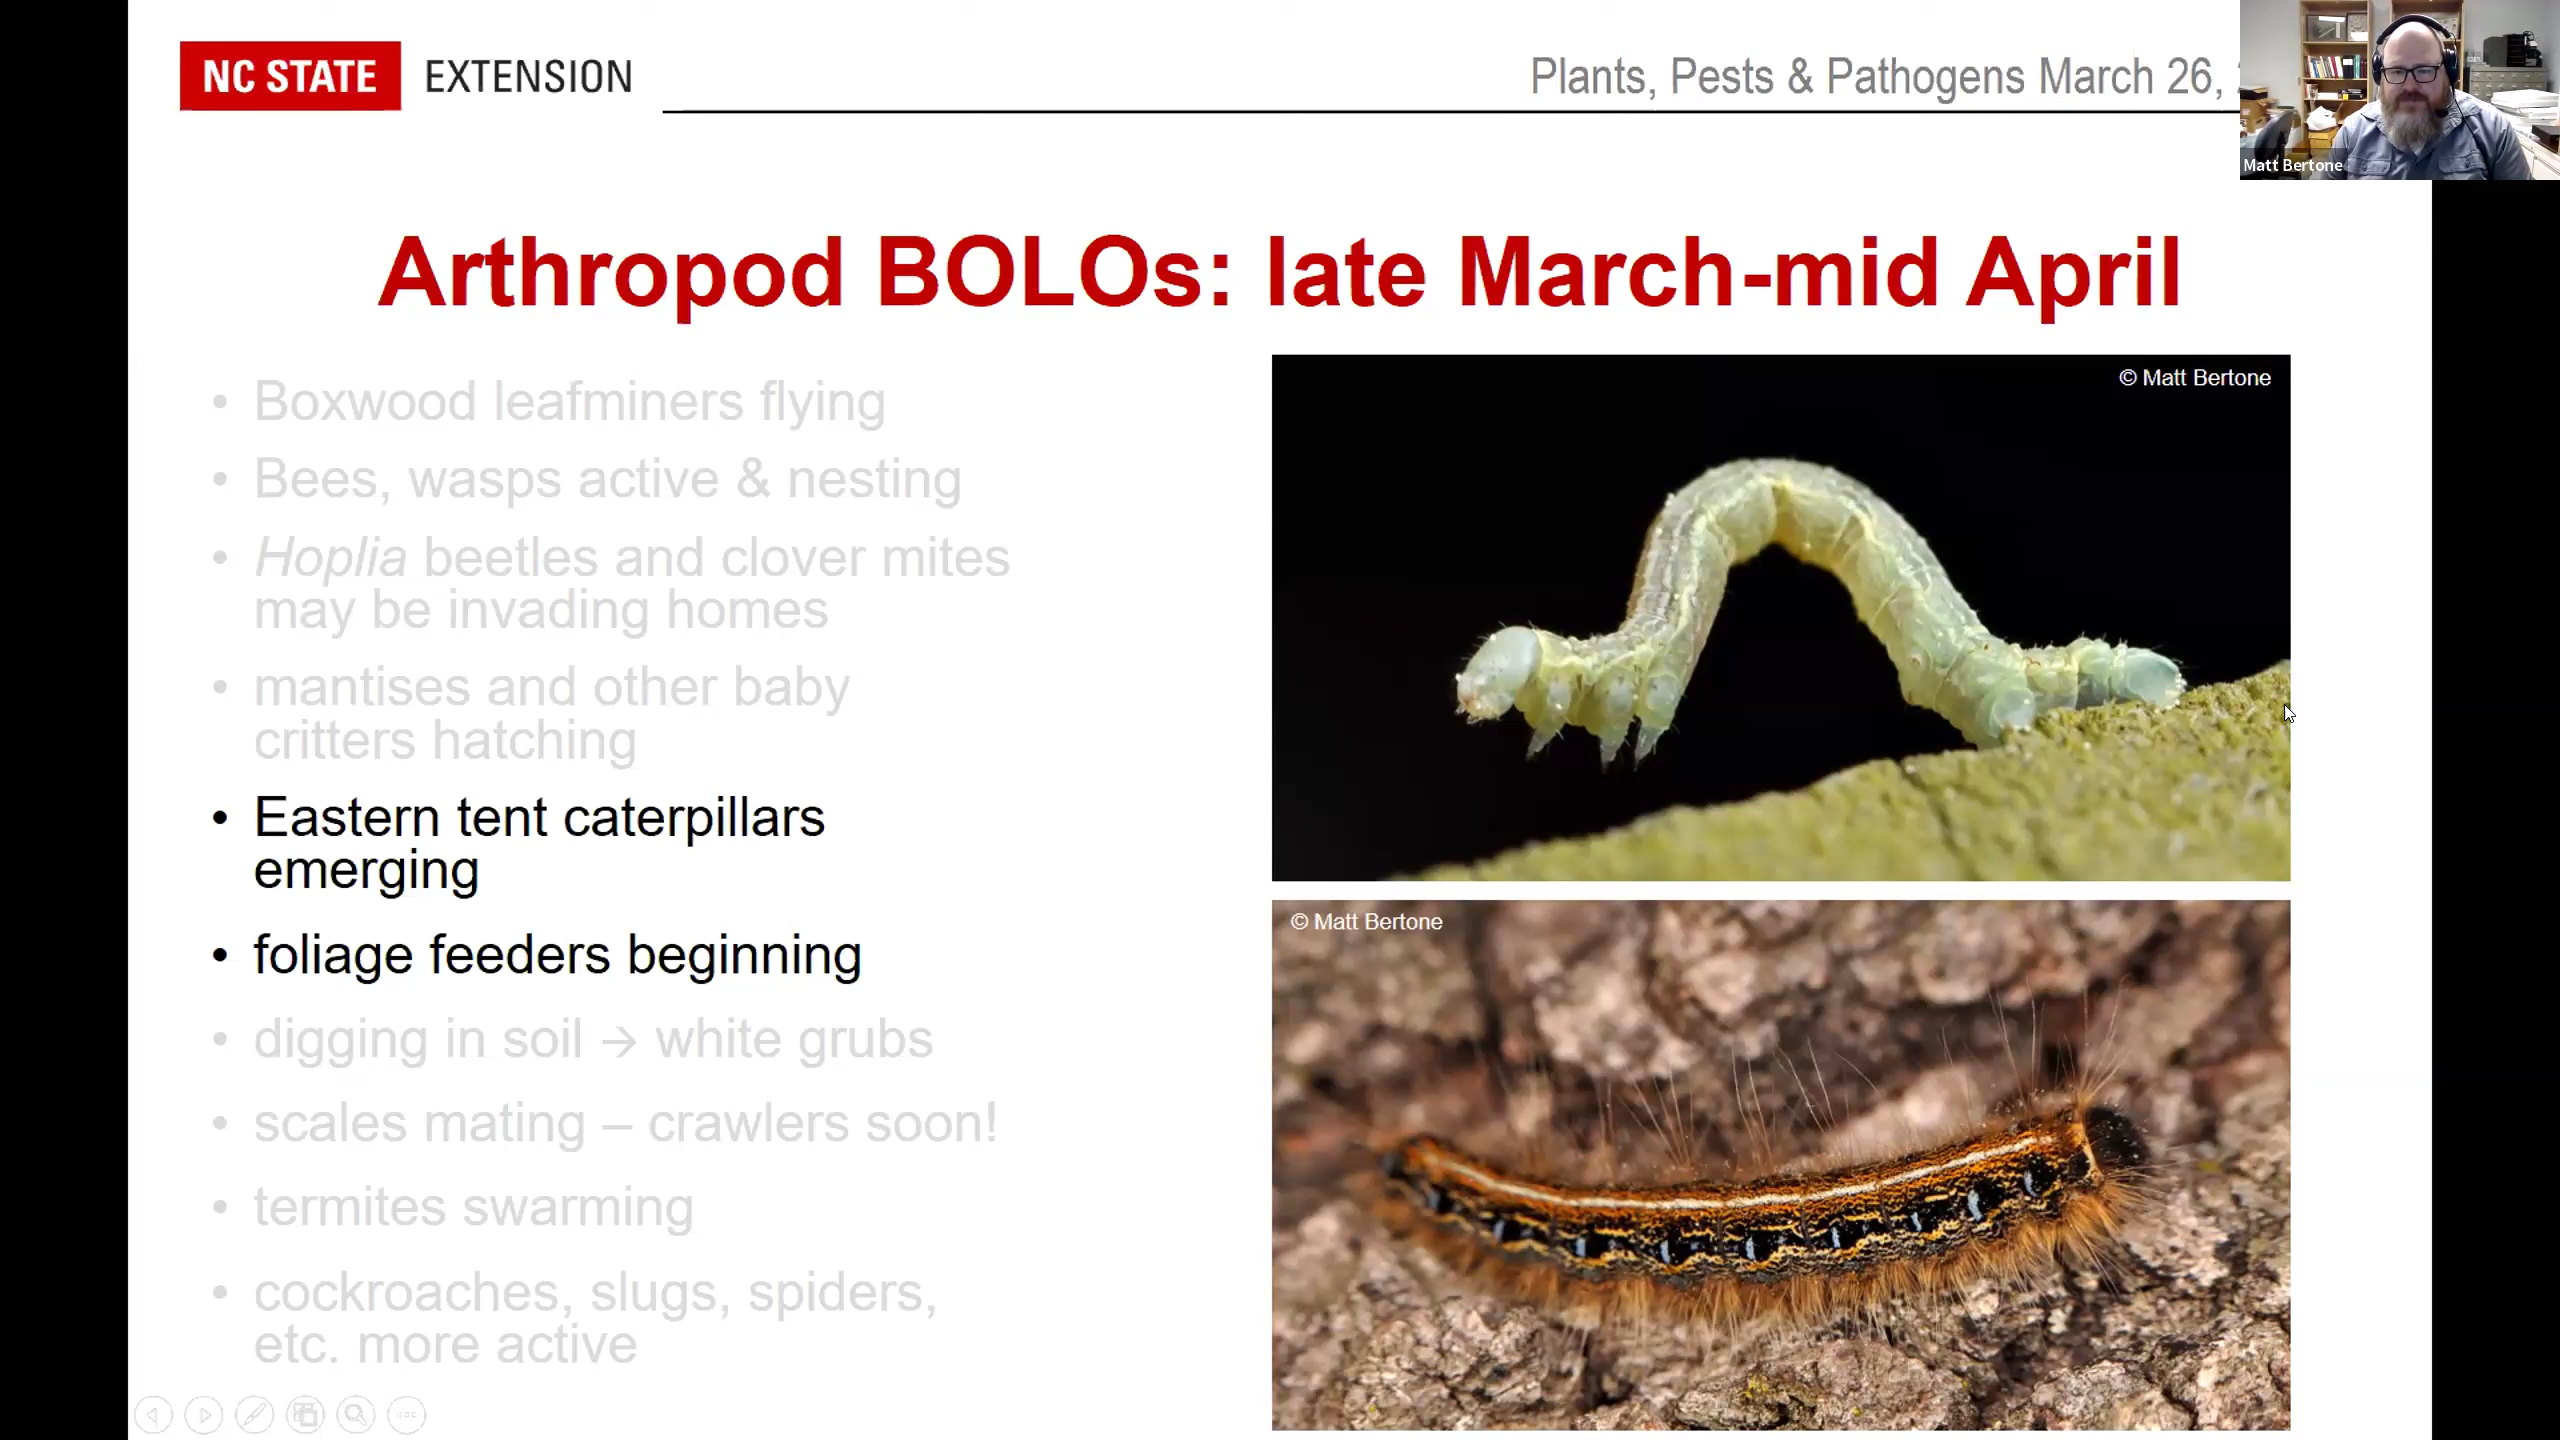 NC STATE EXTENSION
Plants, Pests & Pathogens March 26,
Matt Bertone
Arthropod BOLOs: late March-mid April
• Boxwood leafminers flying
• Bees, wasps active & nesting
• Hoplia beetles and clover mites
may be invading homes
• mantises and other baby
critters hatching
• Eastern tent caterpillars
emerging
• foliage feeders beginning
• digging in soil → white grubs
• scales mating – crawlers soon!
• termites swarming
• cockroaches, slugs, spiders,
etc. more active
© Matt Bertone
© Matt Bertone